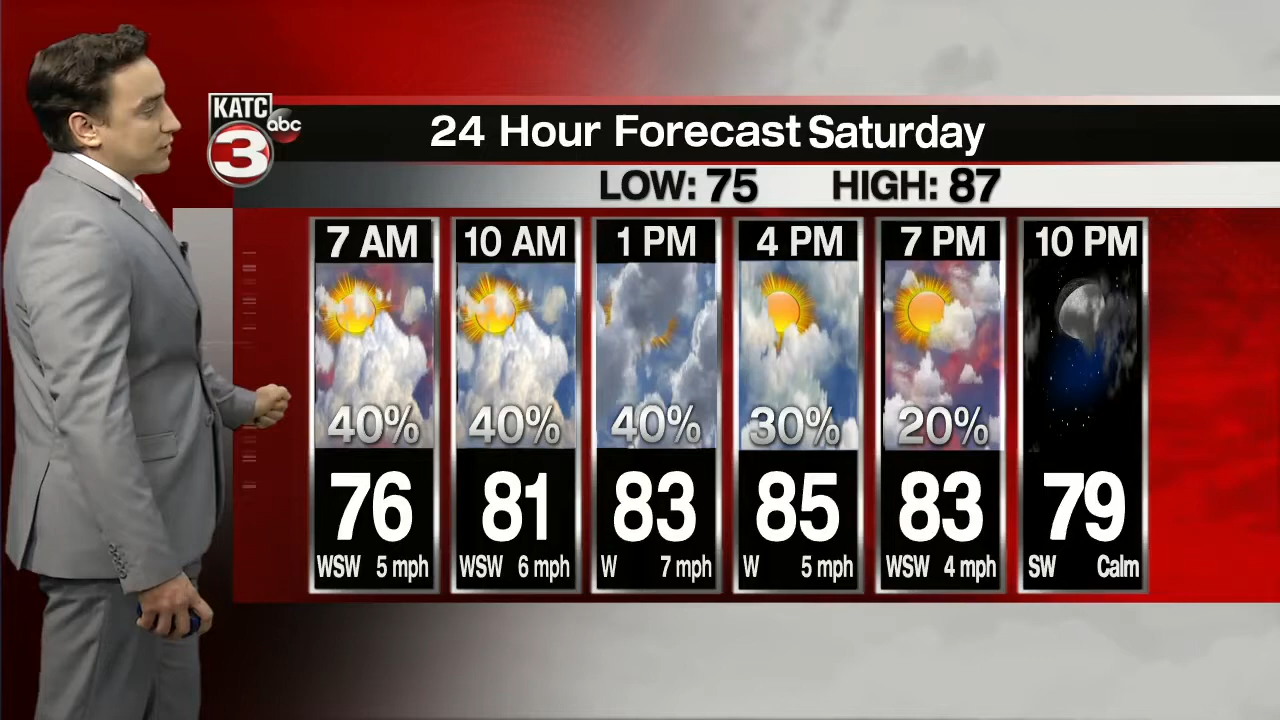 KATC
abc
3
24 Hour Forecast Saturday
LOW: 75 HIGH: 87
7 AM 10 AM 1 PM 4 PM 7 PM 10 PM
40% 40% 40% 30% 20%
76 81 83 85 83 79
WSW 5 mph WSW 6 mph W 7 mph W 5 mph WSW 4 mph SW Calm